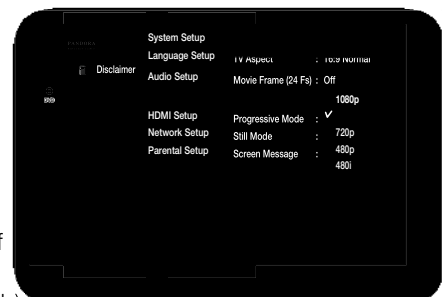 System Setup
PANDORA
Language Setup
TV Aspect : 16:9 Normal
Disclaimer
Audio Setup
Movie Frame (24 Fs) : Off
1080p
HDMI Setup
Progressive Mode : ✓
Network Setup
720p
Still Mode :
Parental Setup
480p
Screen Message :
480i
f